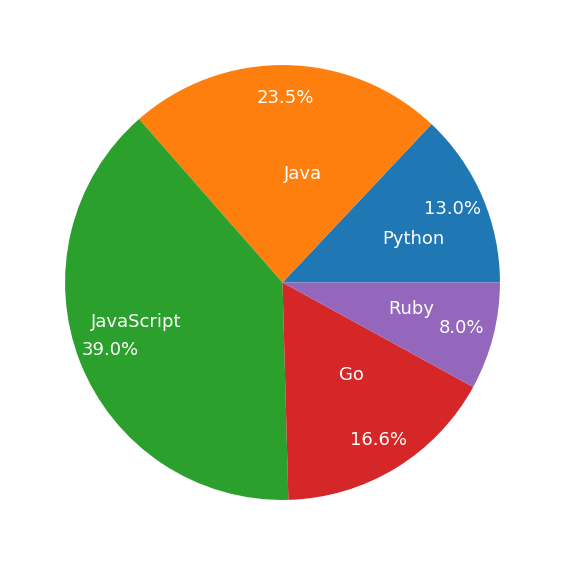 23.5%
Java
13.0%
Python
Ruby
8.0%
JavaScript
39.0%
Go
16.6%